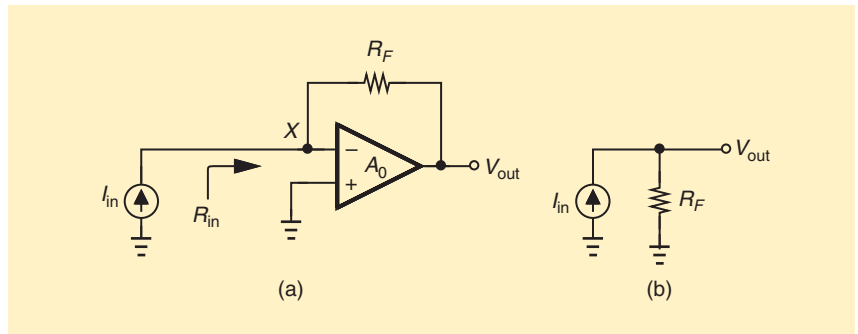 R_F
X
−
A_0
+
V_out
I_in
R_in
(a)
V_out
I_in
R_F
(b)